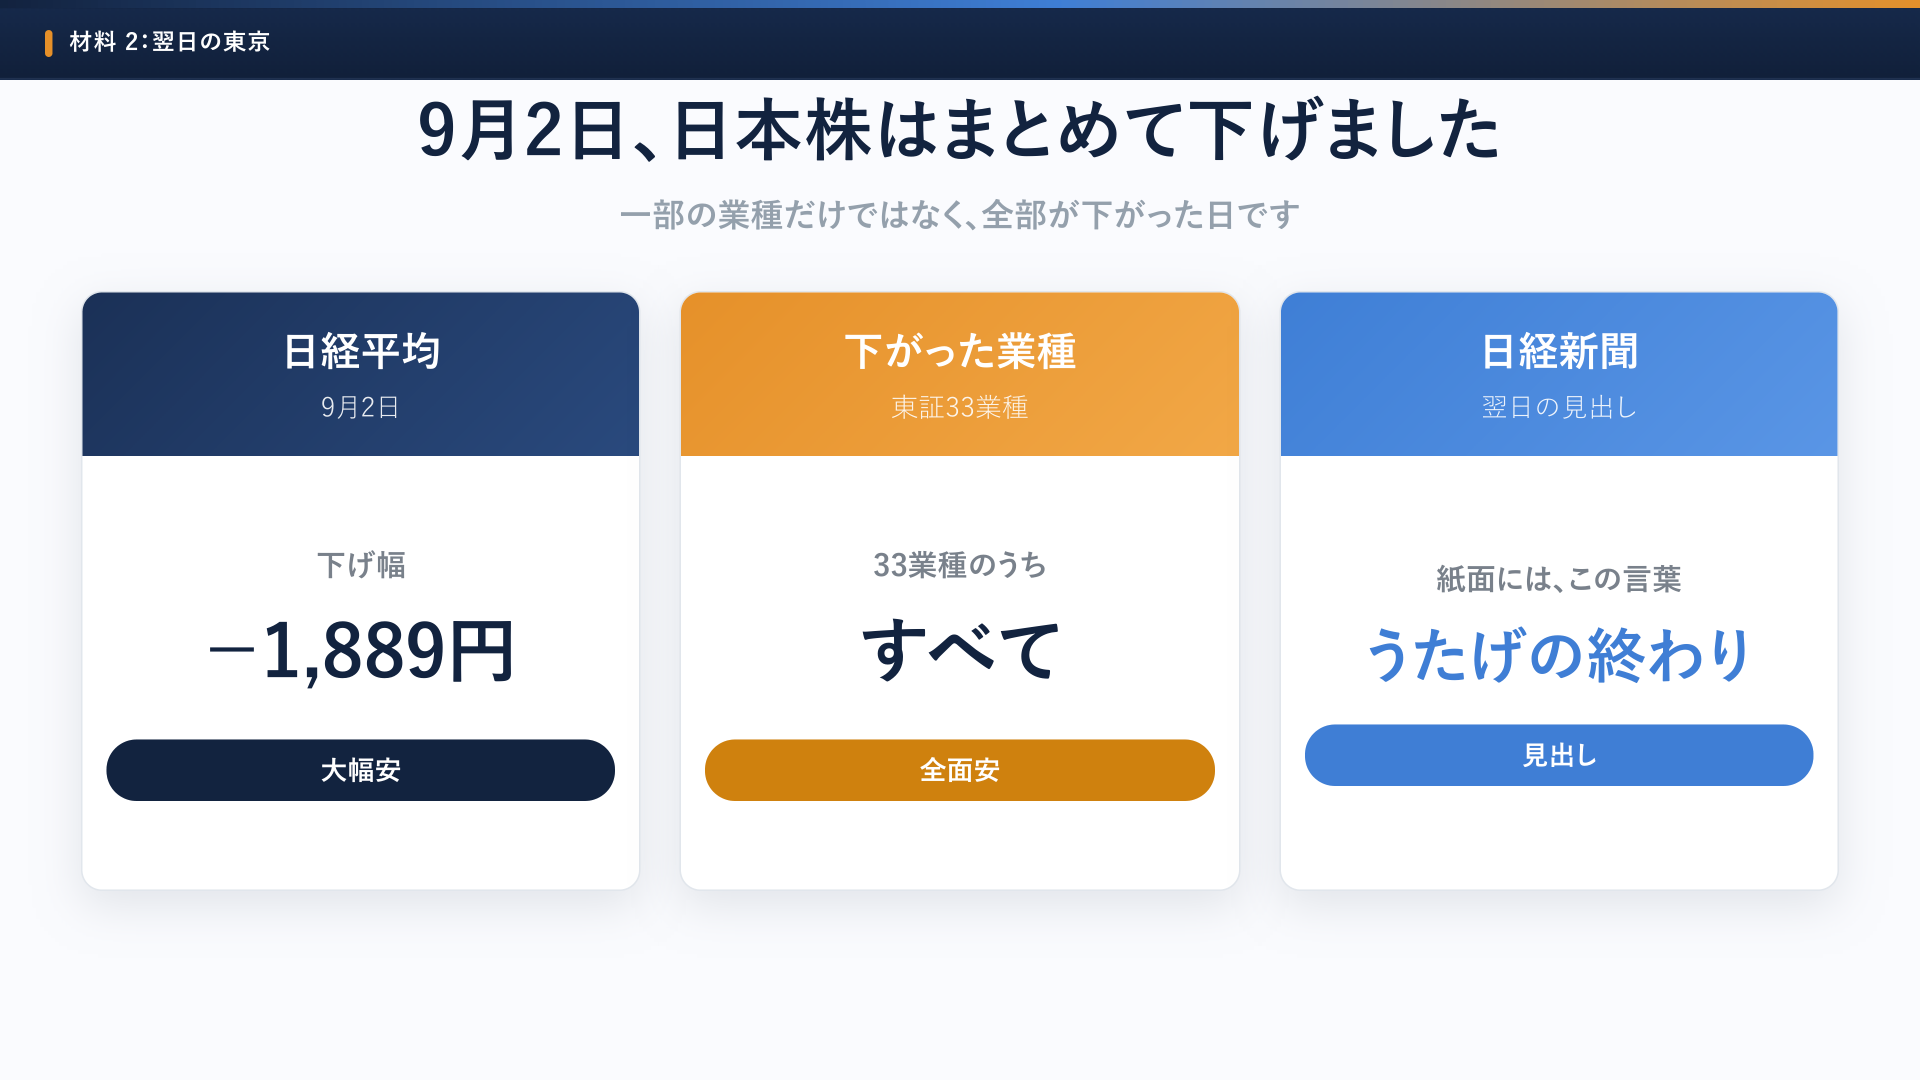 材料 2：翌日の東京
9月2日、日本株はまとめて下げました
一部の業種だけではなく、全部が下がった日です
日経平均
9月2日
下げ幅
−1,889円
大幅安
下がった業種
東証33業種
33業種のうち
すべて
全面安
日経新聞
翌日の見出し
紙面には、この言葉
うたげの終わり
見出し